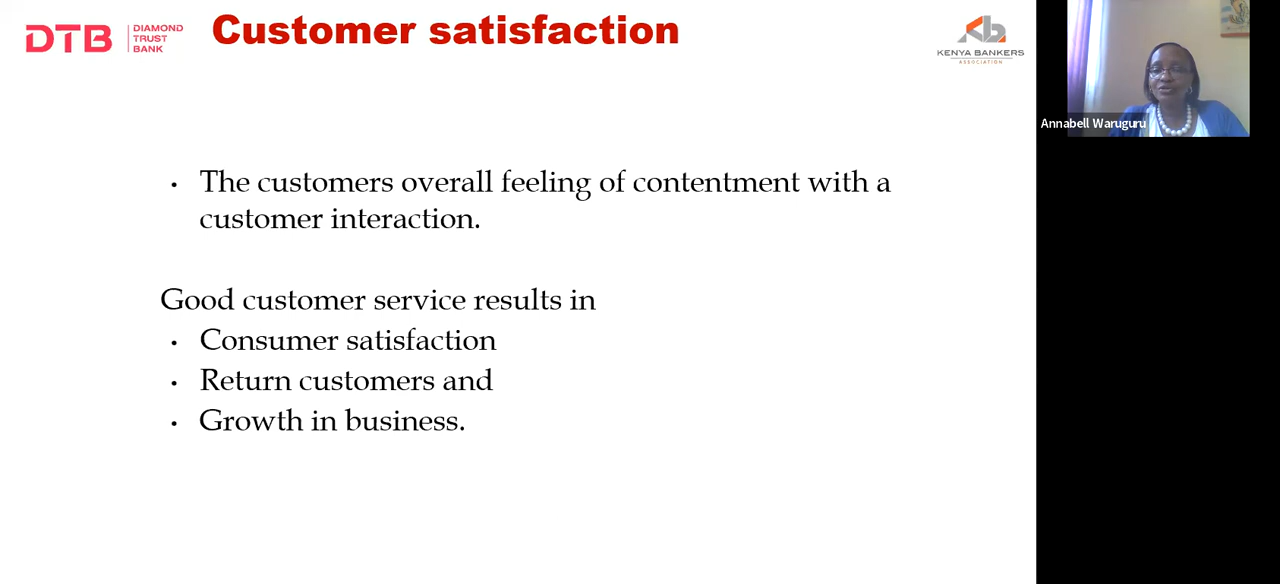 DTB
DIAMOND
TRUST
BANK
Customer satisfaction
KENYA BANKERS
ASSOCIATION
Annabell Waruguru
• The customers overall feeling of contentment with a
customer interaction.
Good customer service results in
• Consumer satisfaction
• Return customers and
• Growth in business.